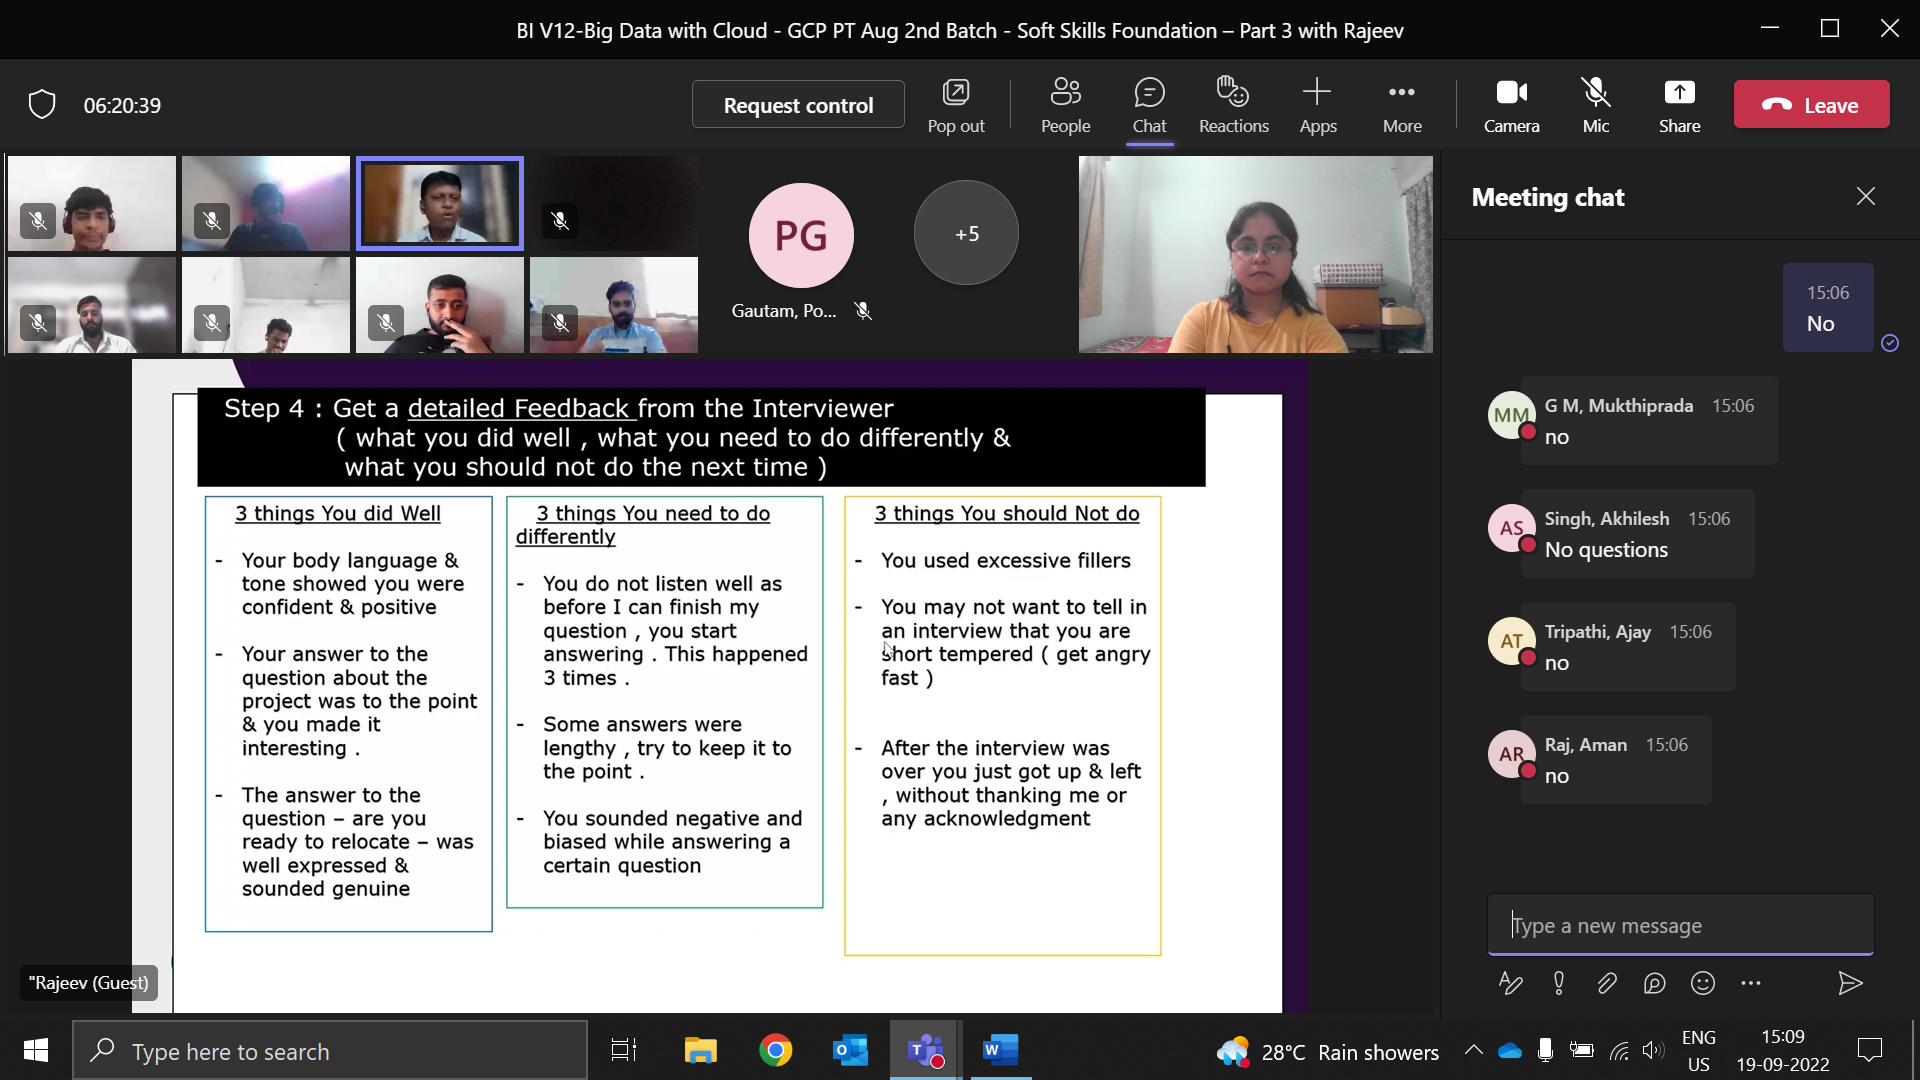 BI V12-Big Data with Cloud - GCP PT Aug 2nd Batch - Soft Skills Foundation – Part 3 with Rajeev
06:20:39
Request control
Pop out
People
Chat
Reactions
Apps
More
Camera
Mic
Share
Leave
PG
Gautam, Po...
+5
Step 4 : Get a detailed Feedback from the Interviewer
( what you did well , what you need to do differently &
what you should not do the next time )
3 things You did Well
- Your body language &
tone showed you were
confident & positive
- Your answer to the
question about the
project was to the point
& you made it
interesting .
- The answer to the
question – are you
ready to relocate – was
well expressed &
sounded genuine
3 things You need to do
differently
- You do not listen well as
before I can finish my
question , you start
answering . This happened
3 times .
- Some answers were
lengthy , try to keep it to
the point .
- You sounded negative and
biased while answering a
certain question
3 things You should Not do
- You used excessive fillers
- You may not want to tell in
an interview that you are
short tempered ( get angry
fast )
- After the interview was
over you just got up & left
, without thanking me or
any acknowledgment
"Rajeev (Guest)
Meeting chat
15:06
No
MM
G M, Mukthiprada 15:06
no
AS
Singh, Akhilesh 15:06
No questions
AT
Tripathi, Ajay 15:06
no
AR
Raj, Aman 15:06
no
Type a new message
Type here to search
28°C Rain showers
ENG
US
15:09
19-09-2022